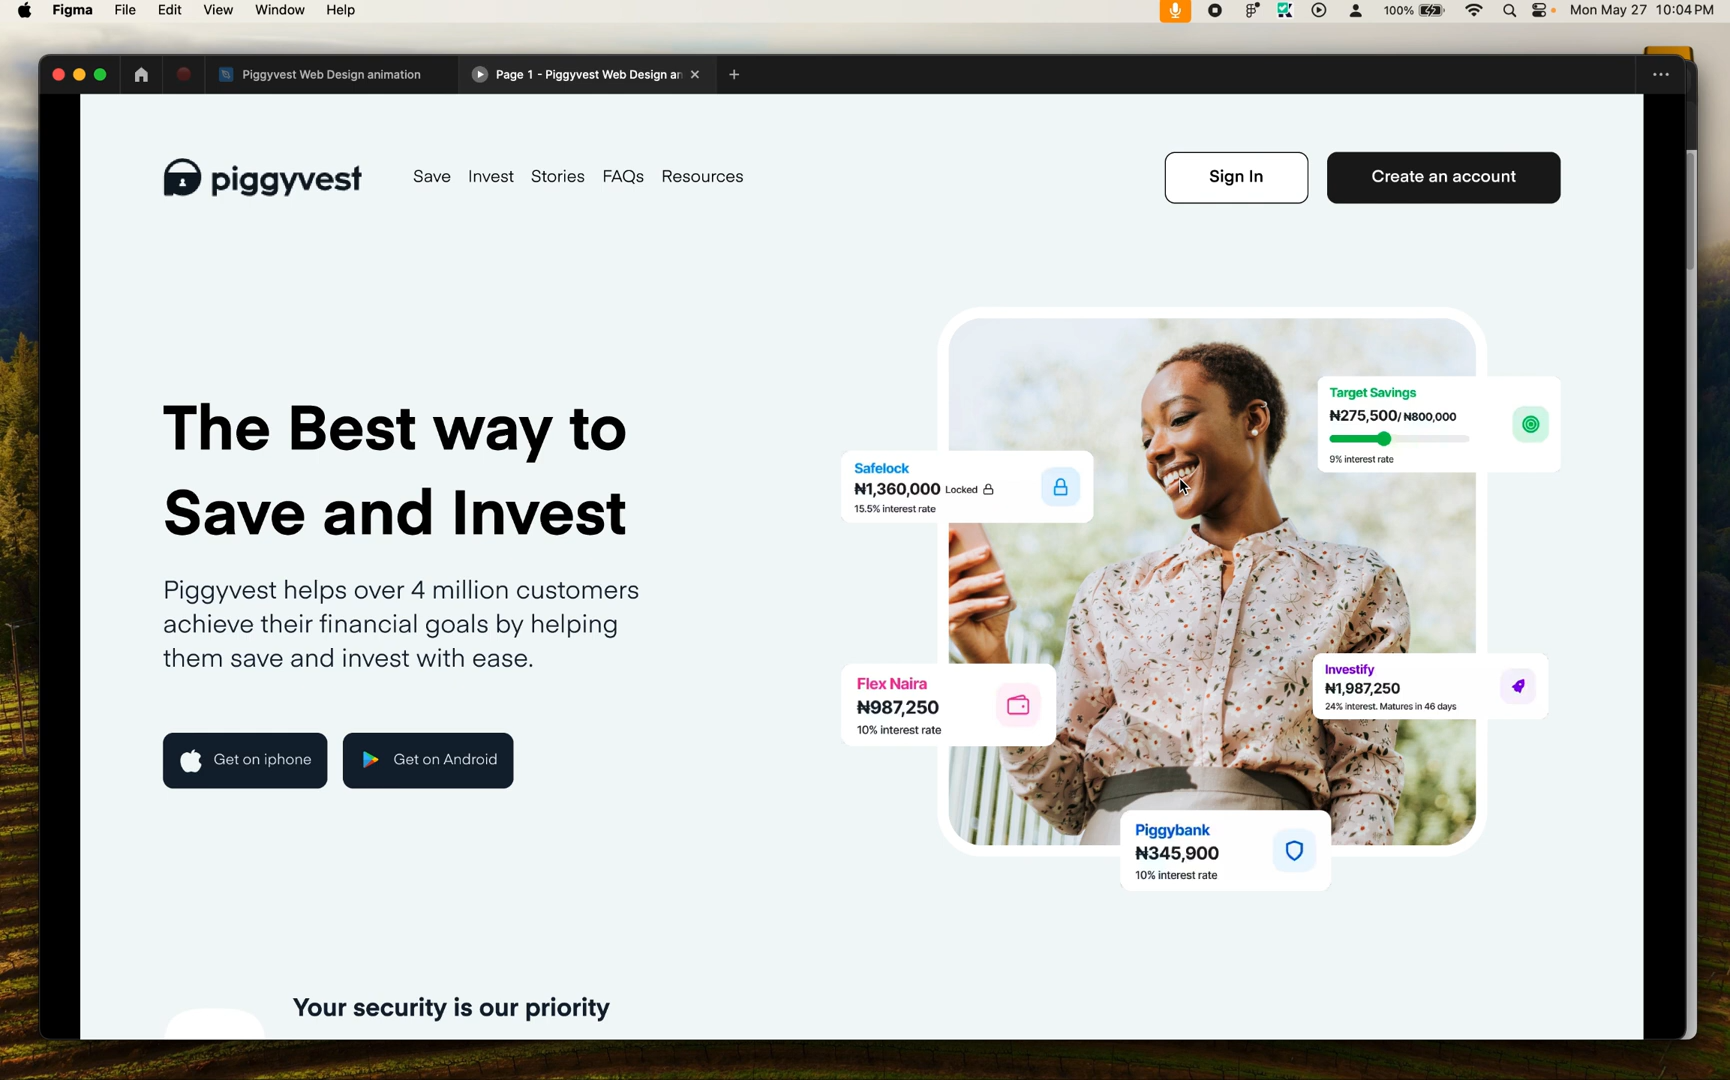 Figma File Edit View Window Help 100% Mon May 27 10:04 PM
Piggyvest Web Design animation
Page 1 - Piggyvest Web Design an
piggyvest
Save Invest Stories FAQs Resources
Sign In
Create an account
The Best way to
Save and Invest
Piggyvest helps over 4 million customers
achieve their financial goals by helping
them save and invest with ease.
Get on iphone
Get on Android
Target Savings
₦275,500/ ₦800,000
9% interest rate
Safelock
₦1,360,000 Locked
15.5% interest rate
Flex Naira
₦987,250
10% interest rate
Investify
₦1,987,250
24% interest. Matures in 46 days
Piggybank
₦345,900
10% interest rate
Your security is our priority